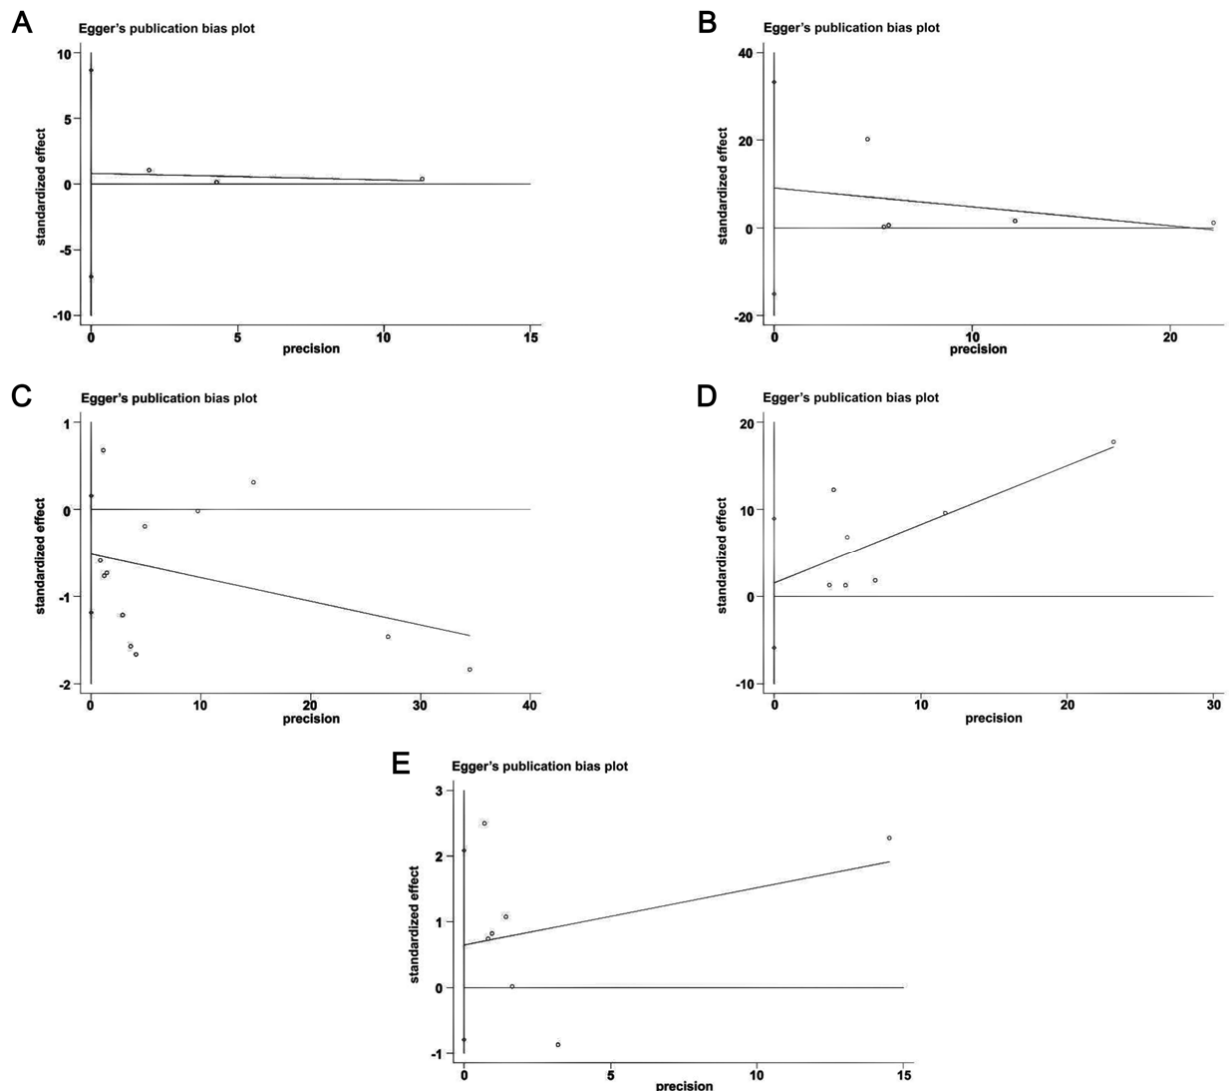 A
Egger's publication bias plot
10
5
0
-5
-10
standardized effect
0 5 10 15
precision
B
Egger's publication bias plot
40
20
0
-20
standardized effect
0 10 20
precision
C
Egger's publication bias plot
1
0
-1
-2
standardized effect
0 10 20 30 40
precision
D
Egger's publication bias plot
20
10
0
-10
standardized effect
0 10 20 30
precision
E
Egger's publication bias plot
3
2
1
0
-1
standardized effect
0 5 10 15
precision